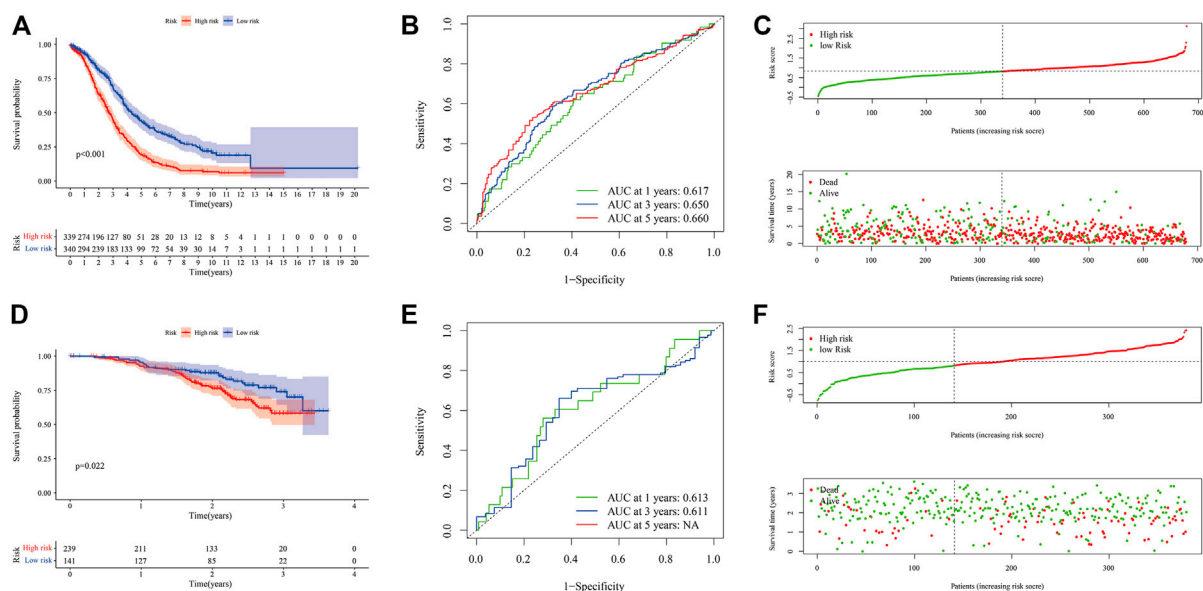 A
Risk High risk Low risk
Survival probability
1.00
0.75
0.50
0.25
0.00
p<0.001
0 1 2 3 4 5 6 7 8 9 10 11 12 13 14 15 16 17 18 19 20
Time(years)
Risk
High risk 339 274 196 127 80 51 28 20 13 12 8 5 4 1 1 0 0 0 0 0 0
Low risk 340 294 239 183 133 99 72 54 39 30 14 7 3 1 1 1 1 1 1 1 1
0 1 2 3 4 5 6 7 8 9 10 11 12 13 14 15 16 17 18 19 20
Time(years)
B
Sensitivity
1.0
0.8
0.6
0.4
0.2
0.0
AUC at 1 years: 0.617
AUC at 3 years: 0.650
AUC at 5 years: 0.660
0.0 0.2 0.4 0.6 0.8 1.0
1−Specificity
C
Risk score
−0.5 0.5 1.5 2.5
High risk
low Risk
0 100 200 300 400 500 600 700
Patients (increasing risk socre)
Survival time (years)
0 5 10 15 20
Dead
Alive
0 100 200 300 400 500 600 700
Patients (increasing risk socre)
D
Risk High risk Low risk
Survival probability
1.00
0.75
0.50
0.25
0.00
p=0.022
0 1 2 3 4
Time(years)
Risk
High risk 239 211 133 20 0
Low risk 141 127 85 22 0
0 1 2 3 4
Time(years)
E
Sensitivity
1.0
0.8
0.6
0.4
0.2
0.0
AUC at 1 years: 0.613
AUC at 3 years: 0.611
AUC at 5 years: NA
0.0 0.2 0.4 0.6 0.8 1.0
1−Specificity
F
Risk score
−0.5 0.5 1.5 2.5
High risk
low Risk
0 100 200 300
Patients (increasing risk socre)
Survival time (years)
0 1 2 3
Dead
Alive
0 100 200 300
Patients (increasing risk socre)